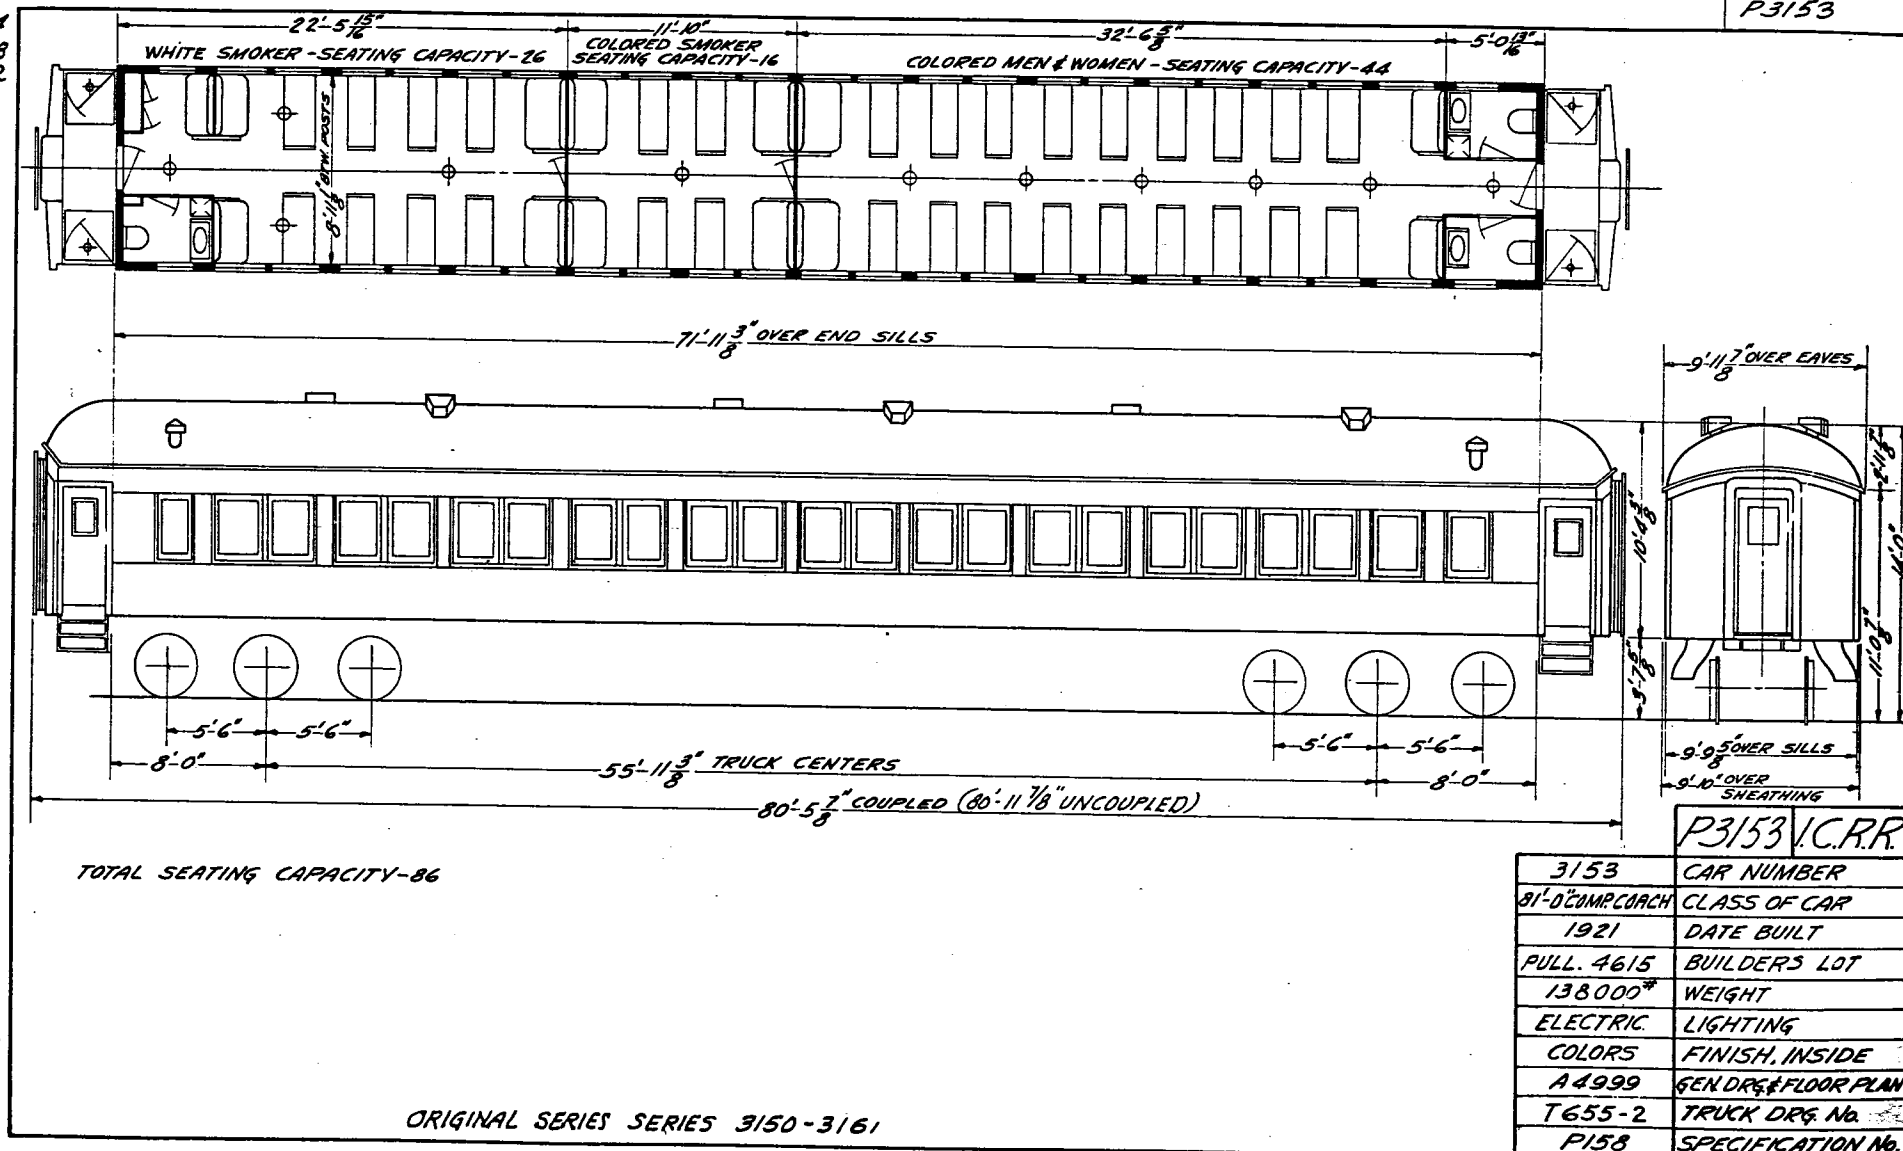 P3153
22'-5 15/16"
11'-10"
32'-6 5/8"
5'-0 13/16"
WHITE SMOKER - SEATING CAPACITY - 26
COLORED SMOKER
SEATING CAPACITY-16
COLORED MEN & WOMEN - SEATING CAPACITY-44
8'-11 1/8" BTW. POSTS
71'-11 3/8" OVER END SILLS
9'-11 7/8" OVER EAVES
10'-4 3/8"
3'-7 5/8"
2'-11 1/8"
11'-0 7/8"
14'-0"
5'-6"
5'-6"
5'-6"
5'-6"
8'-0"
55'-11 3/8" TRUCK CENTERS
8'-0"
80'-5 7/8" COUPLED (80'-11 7/8" UNCOUPLED)
9'-9 5/8" OVER SILLS
9'-10" OVER
SHEATHING
TOTAL SEATING CAPACITY-86
P3153 I.C.R.R.
3153 CAR NUMBER
81'-0" COMP. COACH CLASS OF CAR
1921 DATE BUILT
PULL. 4615 BUILDERS LOT
138000# WEIGHT
ELECTRIC. LIGHTING
COLORS FINISH, INSIDE
A4999 GEN. DRG. & FLOOR PLAN
T655-2 TRUCK DRG. No.
P158 SPECIFICATION No.
ORIGINAL SERIES SERIES 3150-3161